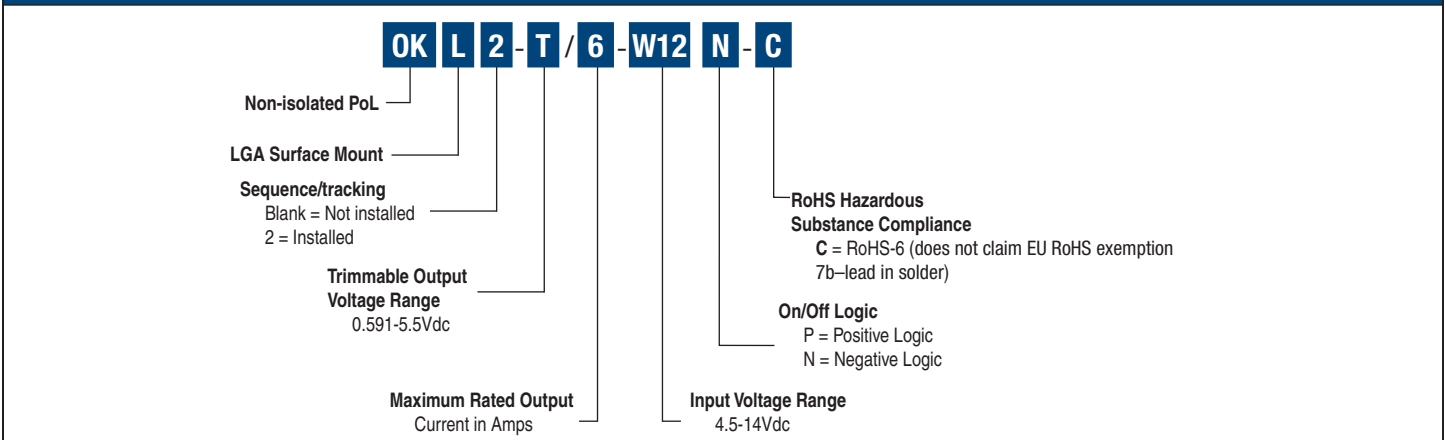 OK L 2 - T / 6 - W12 N - C
Non-isolated PoL
LGA Surface Mount
Sequence/tracking
Blank = Not installed
2 = Installed
Trimmable Output
Voltage Range
0.591-5.5Vdc
Maximum Rated Output
Current in Amps
Input Voltage Range
4.5-14Vdc
On/Off Logic
P = Positive Logic
N = Negative Logic
RoHS Hazardous
Substance Compliance
C = RoHS-6 (does not claim EU RoHS exemption
7b–lead in solder)